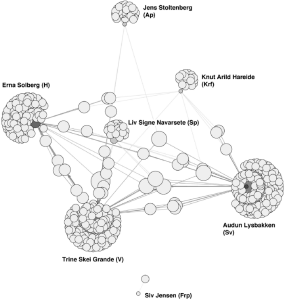 Jens Stoltenberg
(Ap)
Knut Arild Hareide
(Krf)
Erna Solberg (H)
Liv Signe Navarsete (Sp)
Audun Lysbakken
(Sv)
Trine Skei Grande (V)
Siv Jensen (Frp)